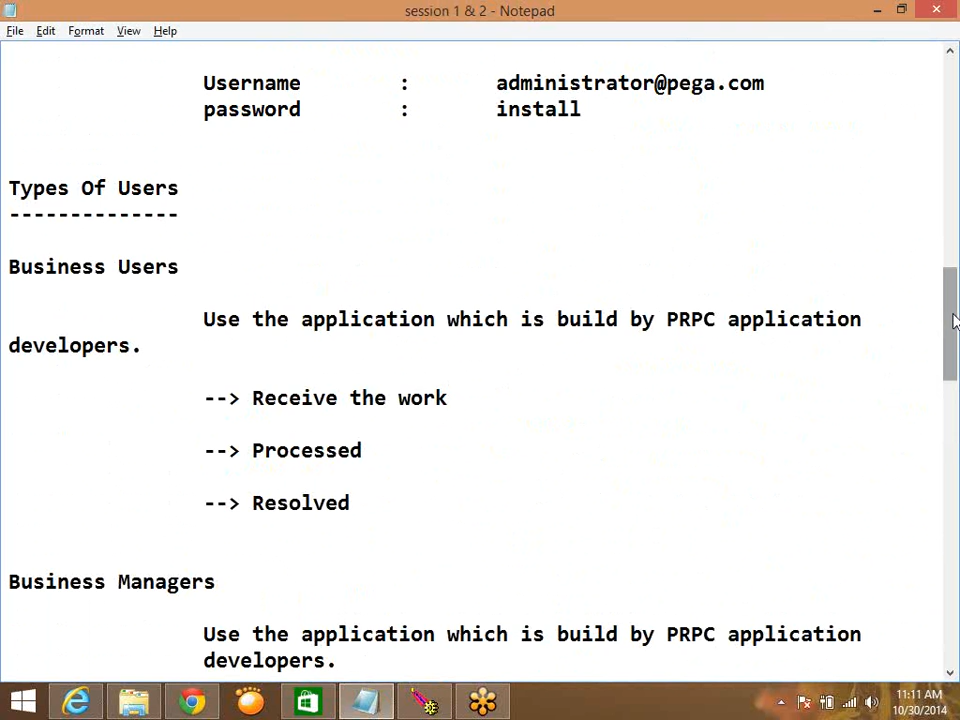 session 1 & 2 - Notepad
File Edit Format View Help
Username : administrator@pega.com
password : install
Types Of Users
--------------
Business Users
Use the application which is build by PRPC application
developers.
--> Receive the work
--> Processed
--> Resolved
Business Managers
Use the application which is build by PRPC application
developers.
11:11 AM
10/30/2014